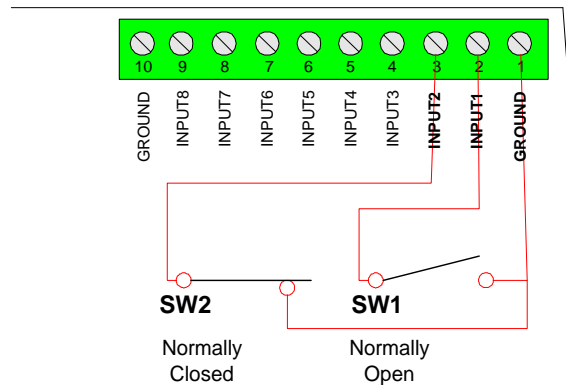 10 9 8 7 6 5 4 3 2 1
GROUND
INPUT8
INPUT7
INPUT6
INPUT5
INPUT4
INPUT3
INPUT2
INPUT1
GROUND
SW2 SW1
Normally Normally
Closed Open